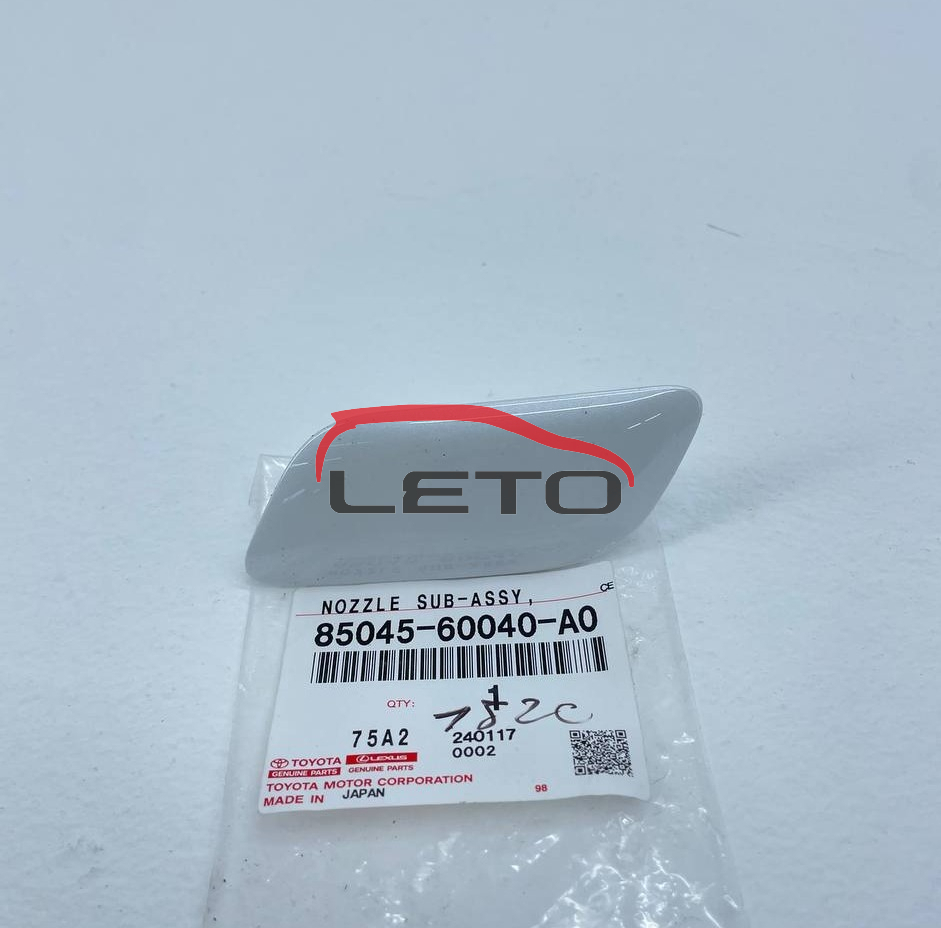 LETO
NOZZLE SUB-ASSY,
CE
85045-60040-A0
QTY: 1
75A2
240117
0002
TOYOTA
GENUINE PARTS
LEXUS
GENUINE PARTS
TOYOTA MOTOR CORPORATION
MADE IN JAPAN
98